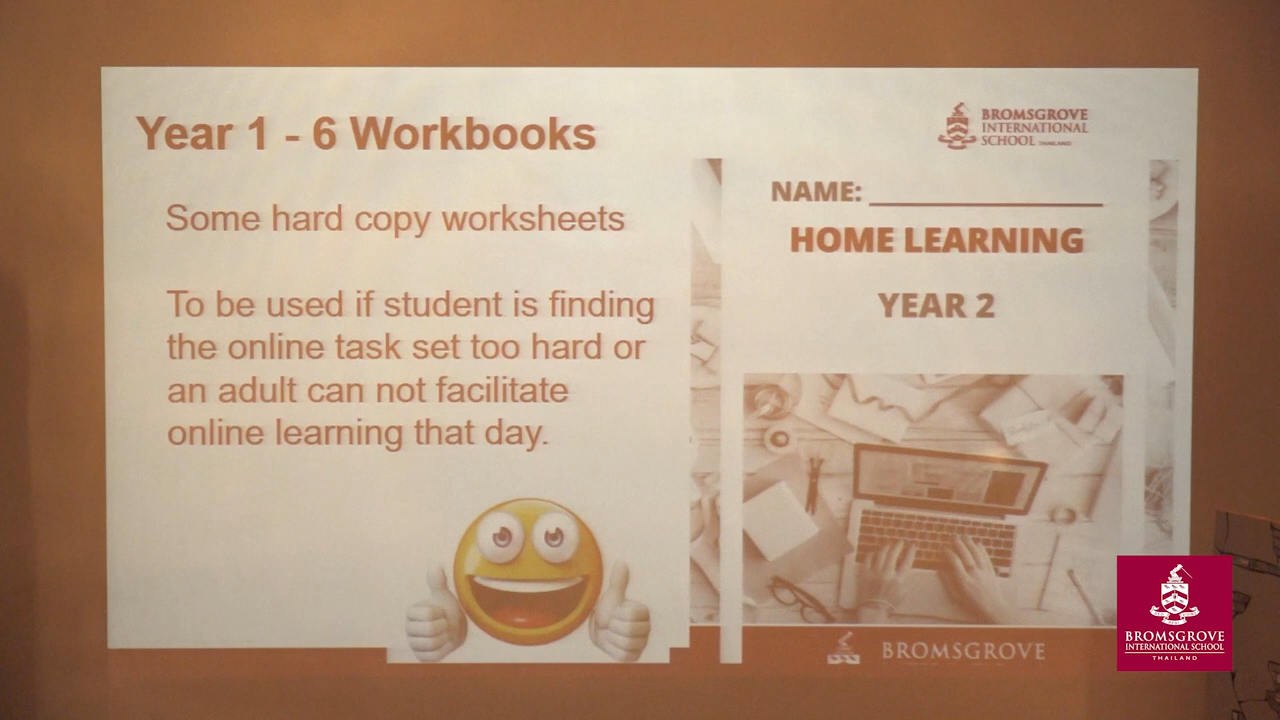 Year 1 - 6 Workbooks
Some hard copy worksheets
To be used if student is finding
the online task set too hard or
an adult can not facilitate
online learning that day.
BROMSGROVE
INTERNATIONAL
SCHOOL THAILAND
NAME:
HOME LEARNING
YEAR 2
BROMSGROVE
BROMSGROVE
INTERNATIONAL SCHOOL
THAILAND